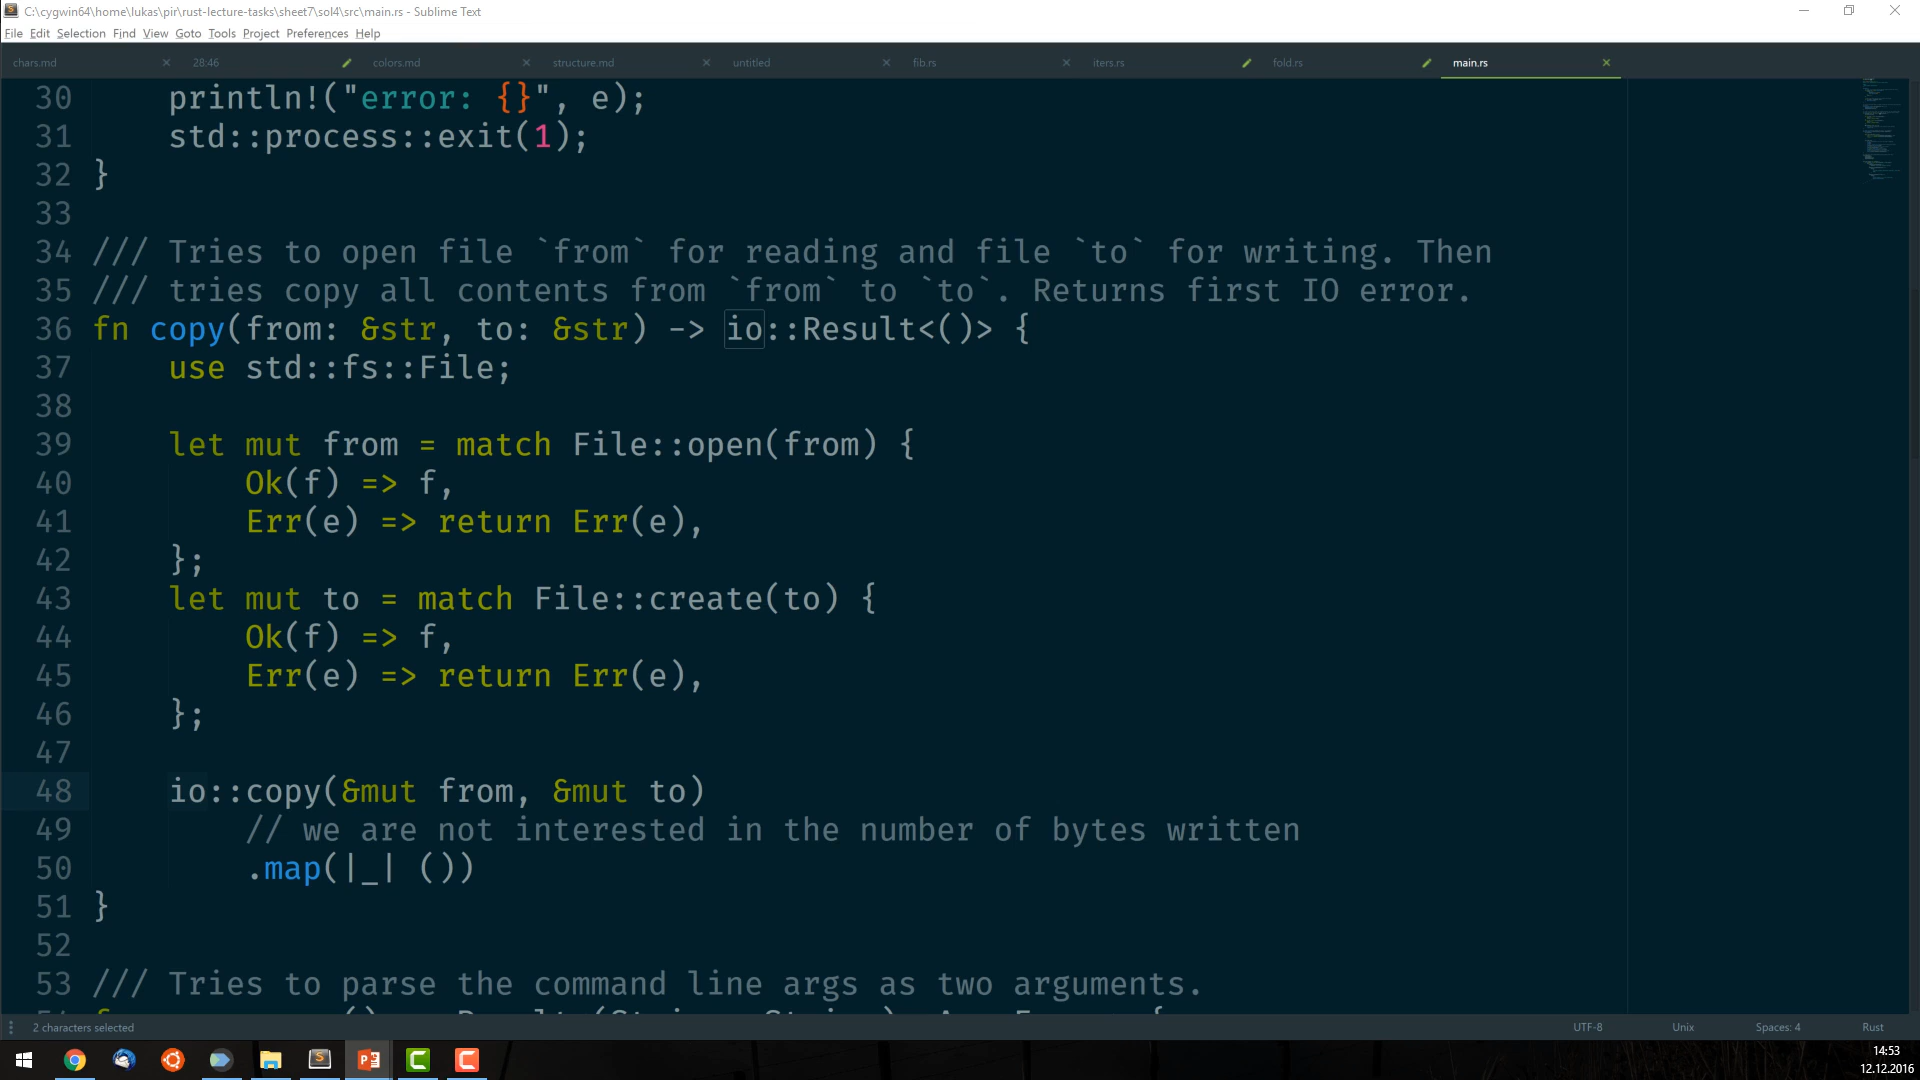 C:\cygwin64\home\lukas\pir\rust-lecture-tasks\sheet7\sol4\src\main.rs - Sublime Text
File Edit Selection Find View Goto Tools Project Preferences Help
chars.md 28:46 colors.md structure.md untitled fib.rs iters.rs fold.rs main.rs
30 println!("error: {}", e);
31 std::process::exit(1);
32 }
33
34 /// Tries to open file `from` for reading and file `to` for writing. Then
35 /// tries copy all contents from `from` to `to`. Returns first IO error.
36 fn copy(from: &str, to: &str) -> io::Result<()> {
37 use std::fs::File;
38
39 let mut from = match File::open(from) {
40 Ok(f) => f,
41 Err(e) => return Err(e),
42 };
43 let mut to = match File::create(to) {
44 Ok(f) => f,
45 Err(e) => return Err(e),
46 };
47
48 io::copy(&mut from, &mut to)
49 // we are not interested in the number of bytes written
50 .map(|_| ())
51 }
52
53 /// Tries to parse the command line args as two arguments.
2 characters selected UTF-8 Unix Spaces: 4 Rust
14:53
12.12.2016